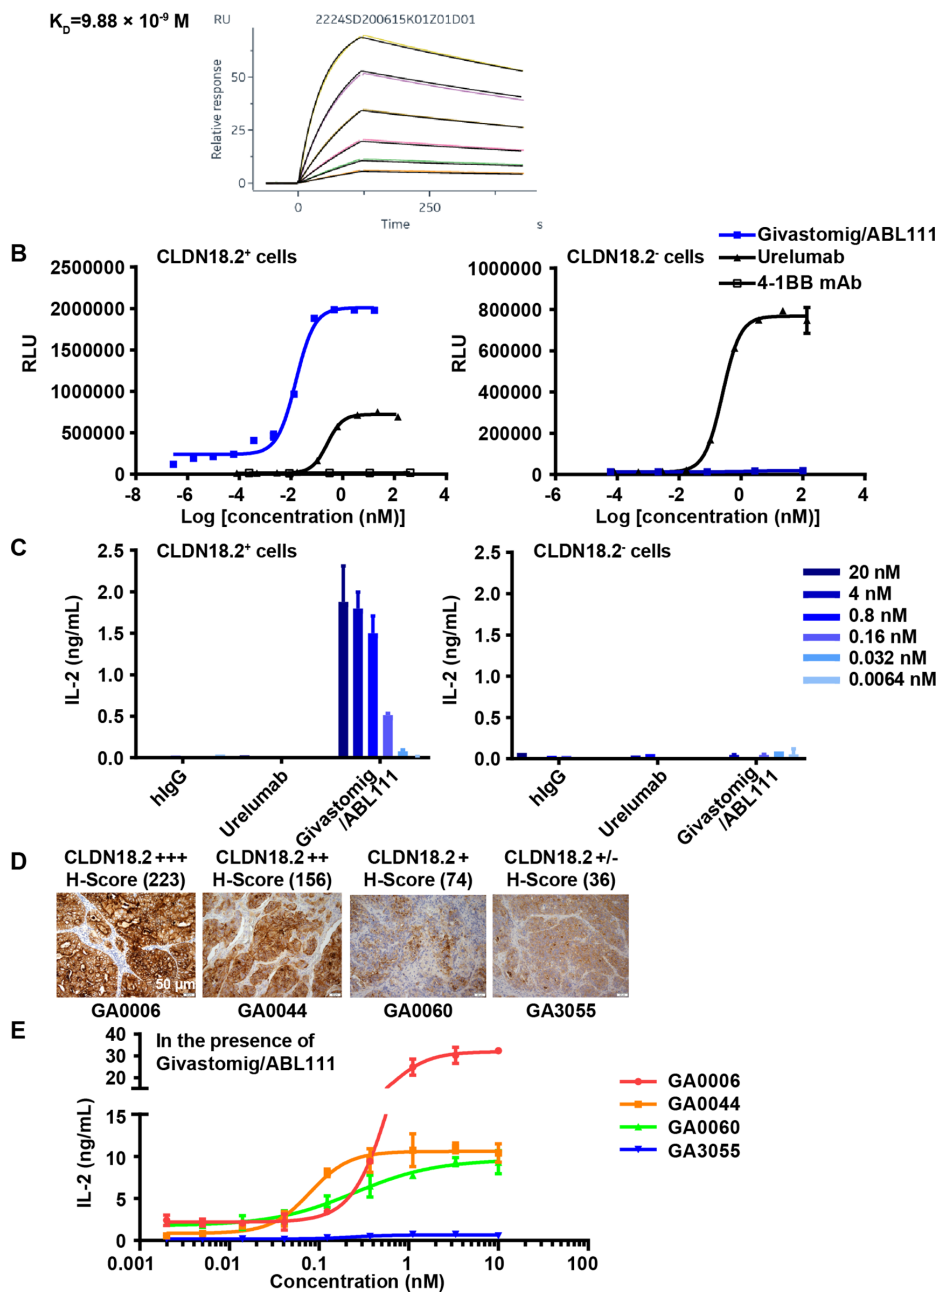 K_D=9.88 × 10⁻⁹ M
RU 2224SD200615K01Z01D01
Relative response
50
25
0
0 250
Time s
B
CLDN18.2⁺ cells
CLDN18.2⁻ cells
Givastomig/ABL111
Urelumab
4-1BB mAb
RLU
2500000
2000000
1500000
1000000
500000
0
-8 -6 -4 -2 0 2 4
Log [concentration (nM)]
RLU
1000000
800000
600000
400000
200000
0
-6 -4 -2 0 2 4
Log [concentration (nM)]
C
CLDN18.2⁺ cells
CLDN18.2⁻ cells
IL-2 (ng/mL)
2.5
2.0
1.5
1.0
0.5
0.0
hIgG
Urelumab
Givastomig
/ABL111
IL-2 (ng/mL)
2.5
2.0
1.5
1.0
0.5
0.0
hIgG
Urelumab
Givastomig
/ABL111
20 nM
4 nM
0.8 nM
0.16 nM
0.032 nM
0.0064 nM
D
CLDN18.2 +++
H-Score (223)
CLDN18.2 ++
H-Score (156)
CLDN18.2 +
H-Score (74)
CLDN18.2 +/-
H-Score (36)
50 µm
GA0006
GA0044
GA0060
GA3055
E
In the presence of
Givastomig/ABL111
IL-2 (ng/mL)
40
30
20
15
10
5
0
0.001 0.01 0.1 1 10 100
Concentration (nM)
GA0006
GA0044
GA0060
GA3055